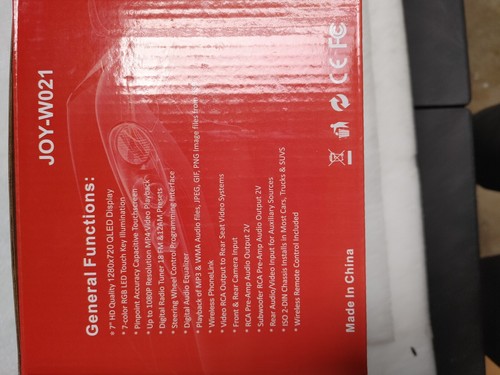 JOY-W021
General Functions:
• 7" HD Quality 1280x720 QLED Display
• 7-color RGB LED Touch Key Illumination
• Pinpoint Accuracy Capacitive Touchscreen
• Up to 1080P Resolution MP4 Video Playback
• Digital Radio Tuner 18 FM & 12AM Presets
• Steering Wheel Control Programming Interface
• Digital Audio Equalizer
• Playback of MP3 & WMA Audio files, JPEG, GIF, PNG Image files from
• Wireless PhoneLink
• Video RCA Output to Rear Seat Video Systems
• Front & Rear Camera Input
• RCA Pre-Amp Audio Output 2V
• Subwoofer RCA Pre-Amp Audio Output 2V
• Rear Audio/Video Input for Auxiliary Sources
• ISO 2-DIN Chassis Installs in Most Cars, Trucks & SUVS
• Wireless Remote Control Included
Made In China
CE FC